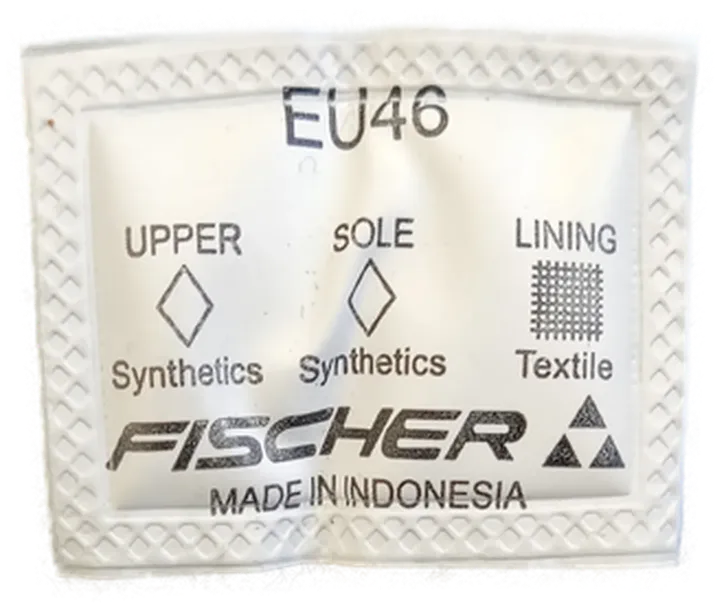 EU46
UPPER SOLE LINING
Synthetics Synthetics Textile
FISCHER
MADE IN INDONESIA